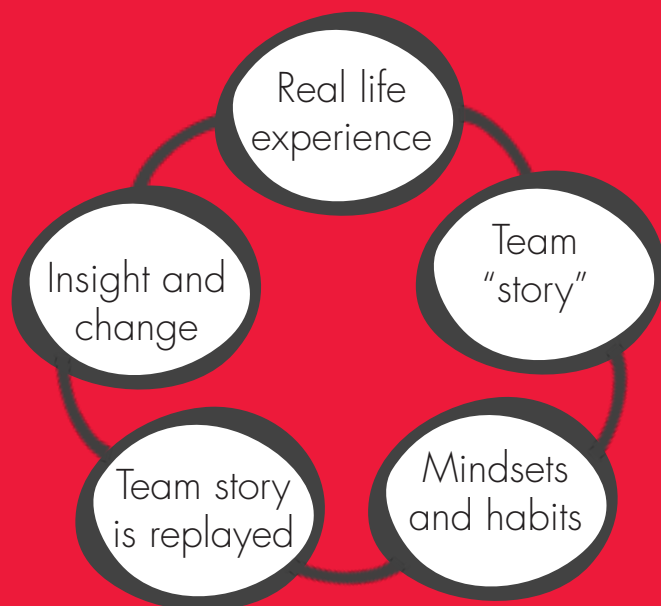 Real life
experience
Team
“story”
Mindsets
and habits
Team story
is replayed
Insight and
change